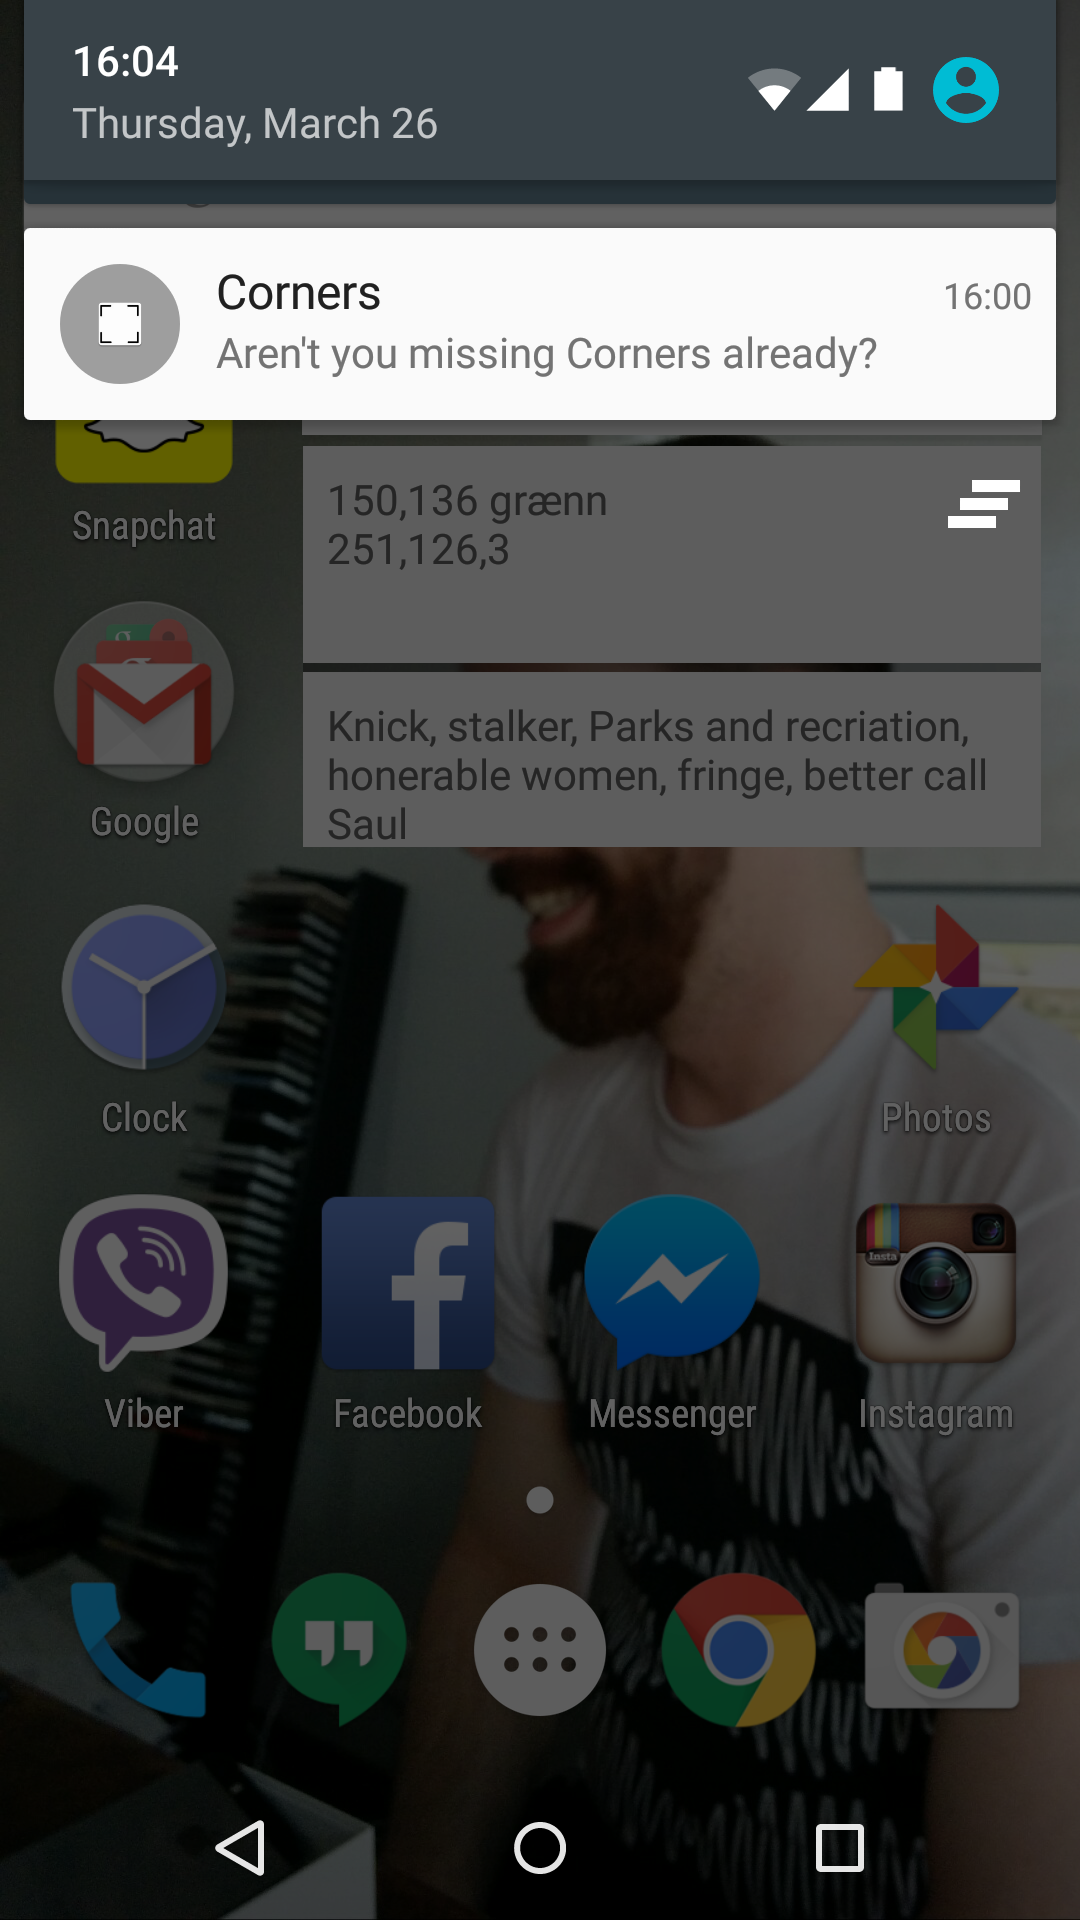 16:04
Thursday, March 26
Corners
16:00
Aren't you missing Corners already?
Snapchat
150,136 grænn
251,126,3
Google
Knick, stalker, Parks and recriation,
honerable women, fringe, better call
Saul
Clock
Photos
Insta
Viber
Facebook
Messenger
Instagram